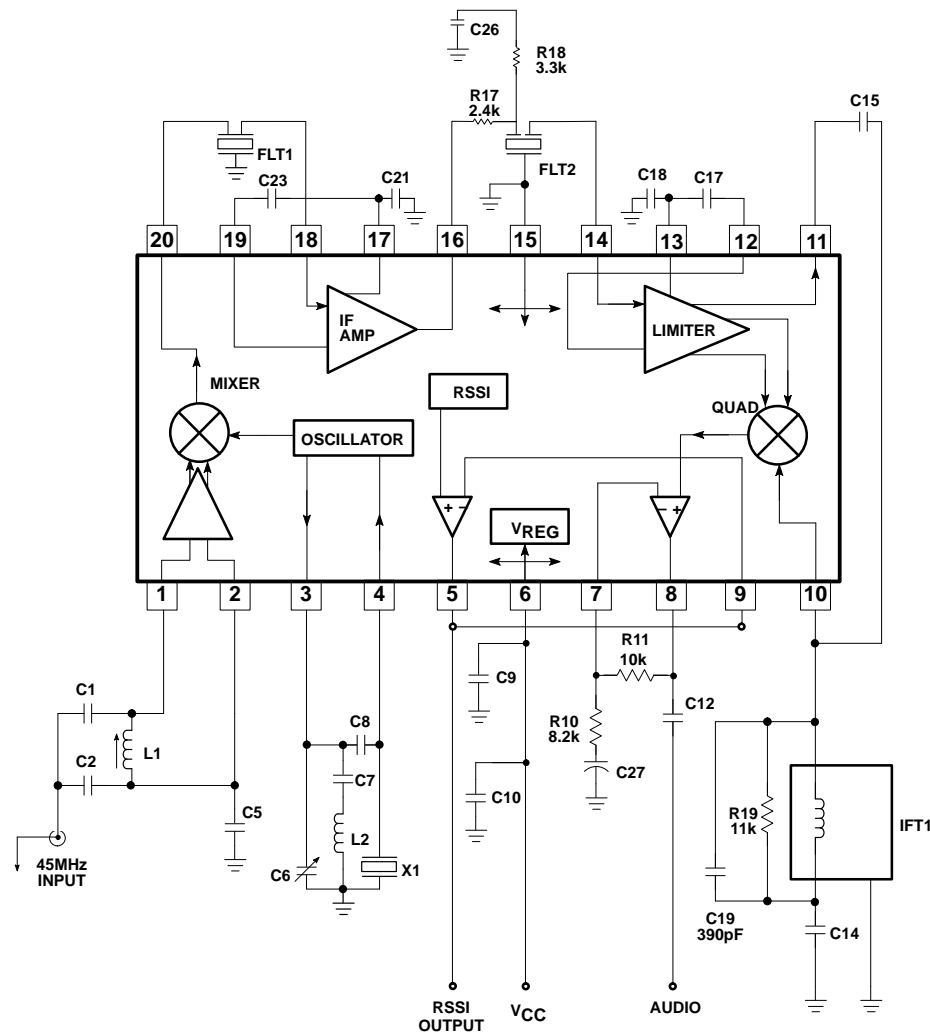 C26
R18
3.3k
R17
2.4k
C15
FLT1
FLT2
C23
C21
C18
C17
20
19
18
17
16
15
14
13
12
11
IF
AMP
LIMITER
MIXER
RSSI
QUAD
OSCILLATOR
+ -
VREG
- +
1
2
3
4
5
6
7
8
9
10
R11
10k
C1
C9
C12
L1
C8
R10
8.2k
C2
C7
C27
C5
C10
R19
11k
IFT1
L2
45MHz
INPUT
C6
X1
C19
390pF
C14
RSSI
OUTPUT
VCC
AUDIO